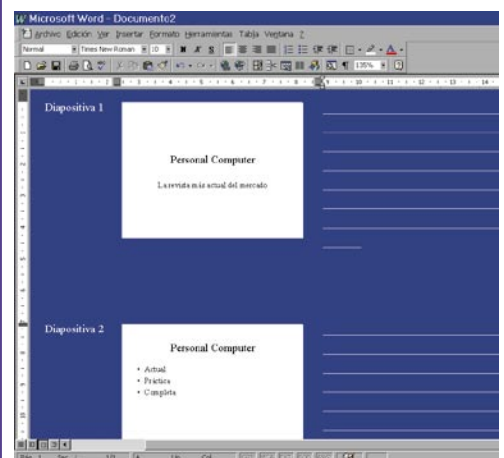 Microsoft Word - Documento2
Archivo Edición Ver Insertar Formato Herramientas Tabla Ventana ?
Normal Times New Roman 10 N K S
135%
Diapositiva 1
Personal Computer
La revista más actual del mercado
Diapositiva 2
Personal Computer
• Actual
• Práctica
• Completa